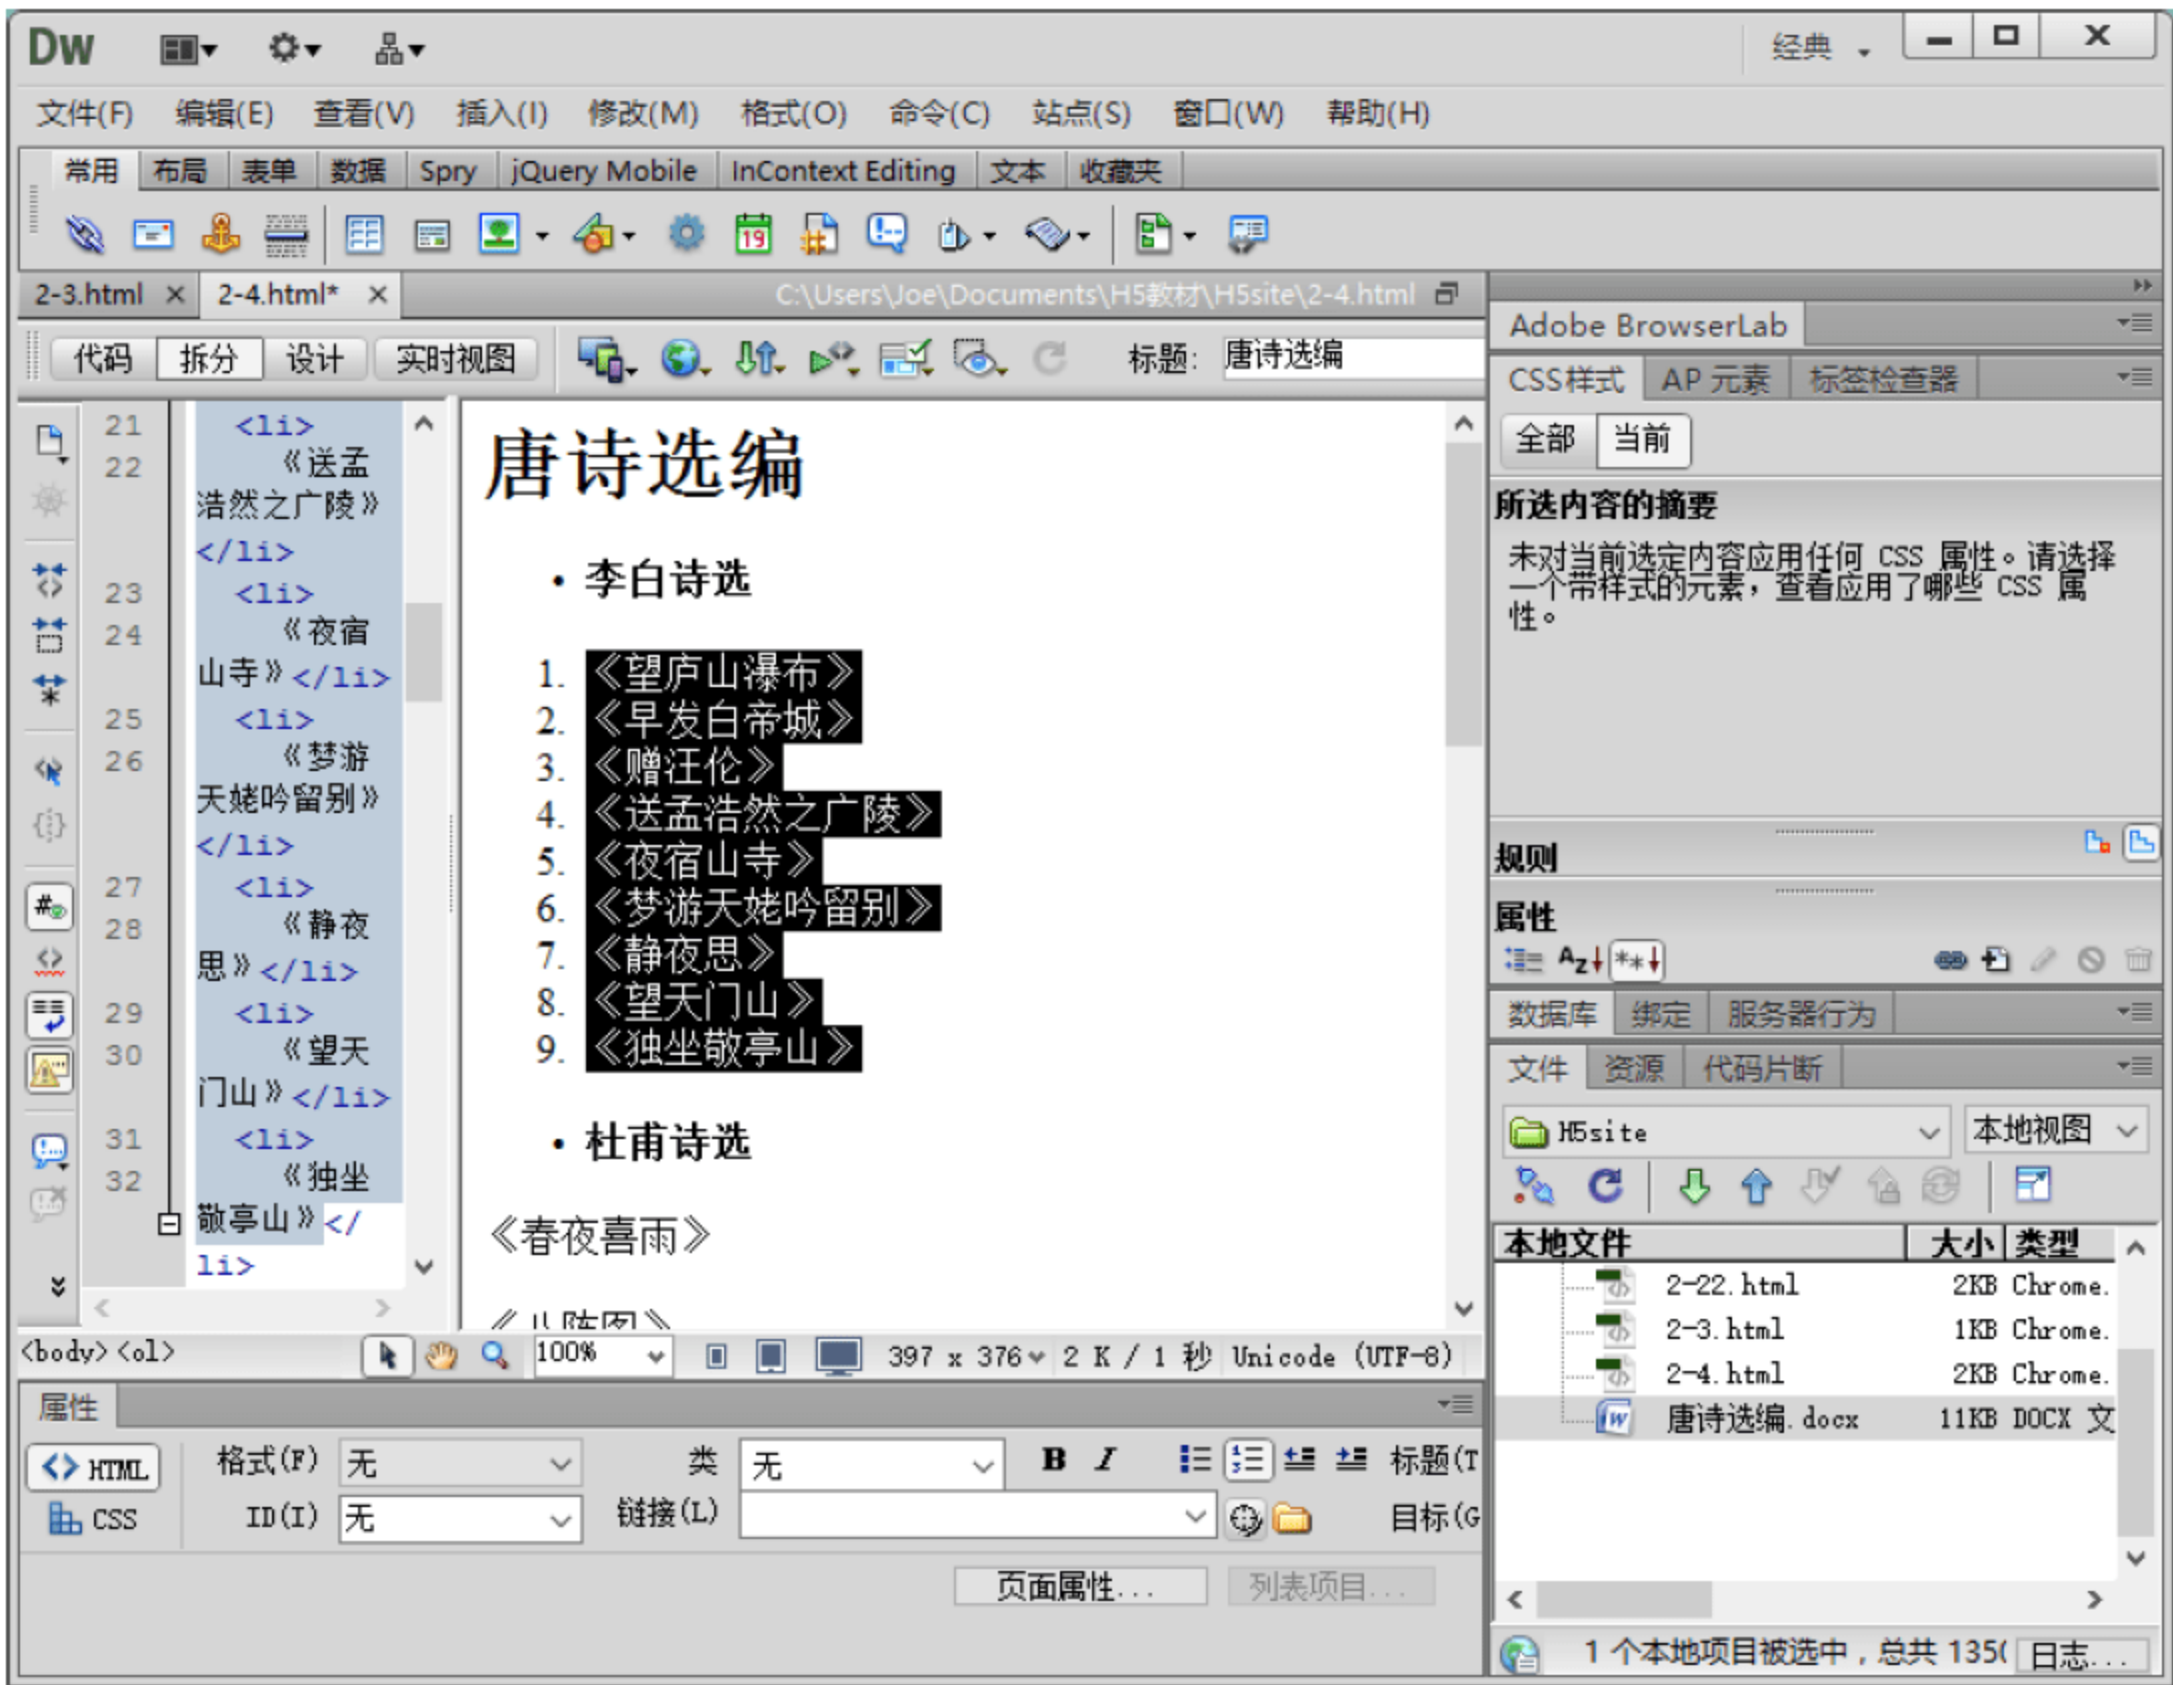 Dw
经典
文件(F) 编辑(E) 查看(V) 插入(I) 修改(M) 格式(O) 命令(C) 站点(S) 窗口(W) 帮助(H)
常用 布局 表单 数据 Spry jQuery Mobile InContext Editing 文本 收藏夹
19
2-3.html 2-4.html*
C:\Users\Joe\Documents\H5教材\H5site\2-4.html
代码 拆分 设计 实时视图 标题: 唐诗选编
21 <li>
22 《送孟
浩然之广陵》
</li>
23 <li>
24 《夜宿
山寺》</li>
25 <li>
26 《梦游
天姥吟留别》
</li>
27 <li>
28 《静夜
思》</li>
29 <li>
30 《望天
门山》</li>
31 <li>
32 《独坐
敬亭山》</
li>
唐诗选编
• 李白诗选
1. 《望庐山瀑布》
2. 《早发白帝城》
3. 《赠汪伦》
4. 《送孟浩然之广陵》
5. 《夜宿山寺》
6. 《梦游天姥吟留别》
7. 《静夜思》
8. 《望天门山》
9. 《独坐敬亭山》
• 杜甫诗选
《春夜喜雨》
《八阵图》
<body><ol>
100%
397 x 376 2 K / 1 秒 Unicode (UTF-8)
属性
HTML 格式(F) 无 类 无 B I 标题(T
CSS ID(I) 无 链接(L) 目标(G
页面属性... 列表项目...
Adobe BrowserLab
CSS样式 AP 元素 标签检查器
全部 当前
所选内容的摘要
未对当前选定内容应用任何 CSS 属性。请选择
一个带样式的元素，查看应用了哪些 CSS 属
性。
规则
属性
数据库 绑定 服务器行为
文件 资源 代码片断
H5site 本地视图
本地文件 大小 类型
2-22.html 2KB Chrome.
2-3.html 1KB Chrome.
2-4.html 2KB Chrome.
唐诗选编.docx 11KB DOCX 文
1 个本地项目被选中，总共 135( 日志...